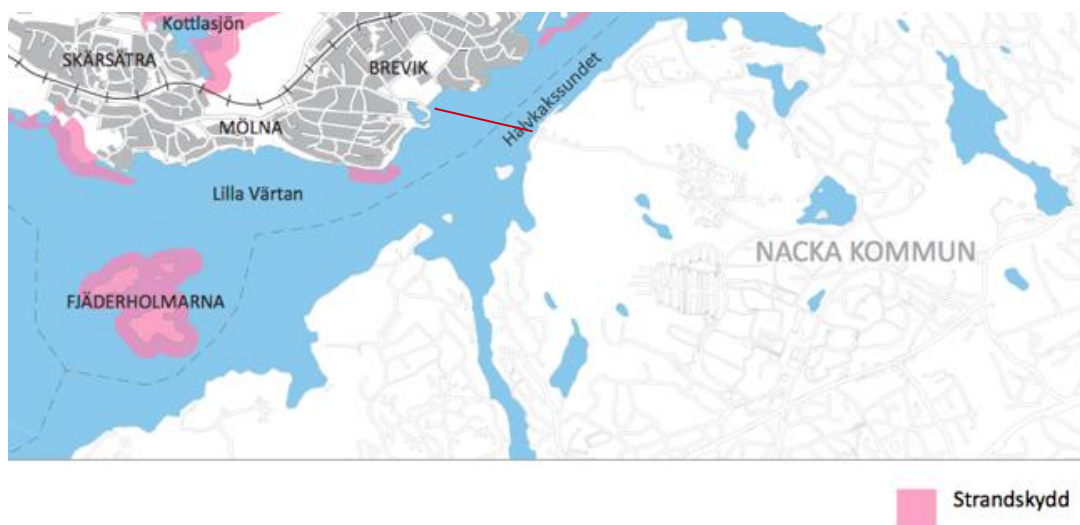 Kottlasjön
SKÄRSÄTRA
BREVIK
MÖLNA
Halvkakssundet
Lilla Värtan
NACKA KOMMUN
FJÄDERHOLMARNA
Strandskydd